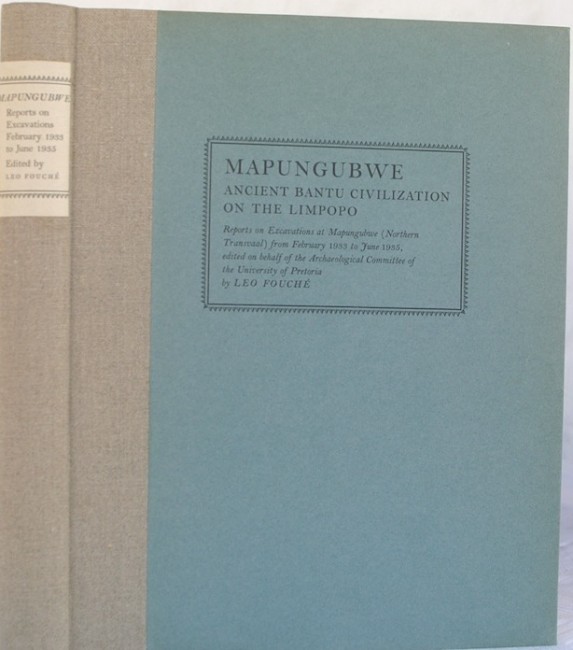 MAPUNGUBWE
Reports on
Excavations
February 1933
to June 1935
Edited by
LEO FOUCHÉ
MAPUNGUBWE
ANCIENT BANTU CIVILIZATION
ON THE LIMPOPO
Reports on Excavations at Mapungubwe (Northern
Transvaal) from February 1933 to June 1935,
edited on behalf of the Archaeological Committee of
the University of Pretoria
by LEO FOUCHÉ